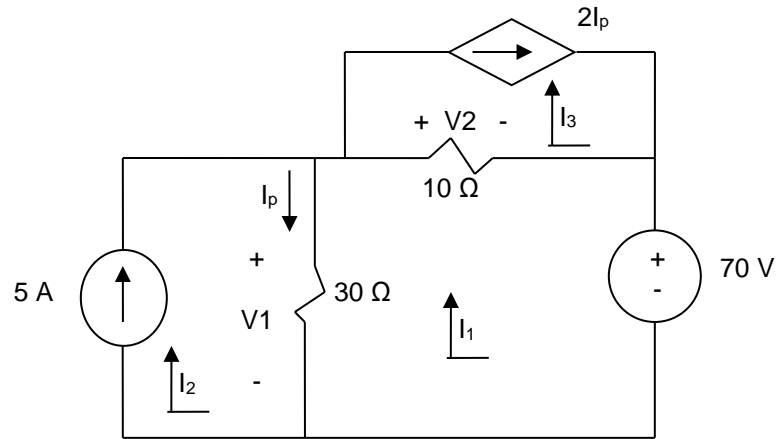 2Ip
+ V2 -
I3
Ip
10 Ω
+
+
-
70 V
5 A
30 Ω
V1
I1
I2
-